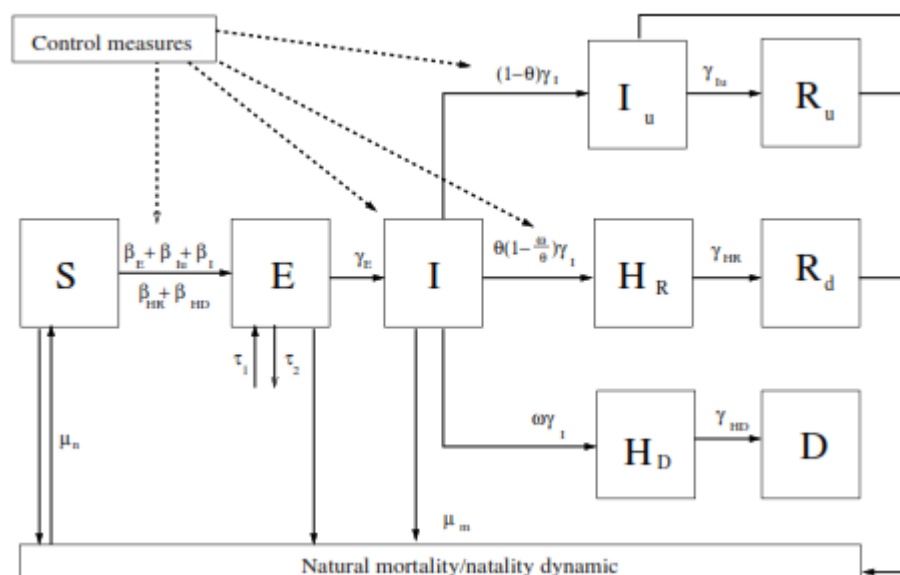 Control measures
(1−θ)γ_I
I_u
γ_Iu
R_u
S
β_E + β_Iu + β_I
β_HR + β_HD
E
γ_E
I
θ(1−ω/θ)γ_I
H_R
γ_HR
R_d
τ_1
τ_2
μ_n
ωγ_I
H_D
γ_HD
D
μ_m
Natural mortality/natality dynamic